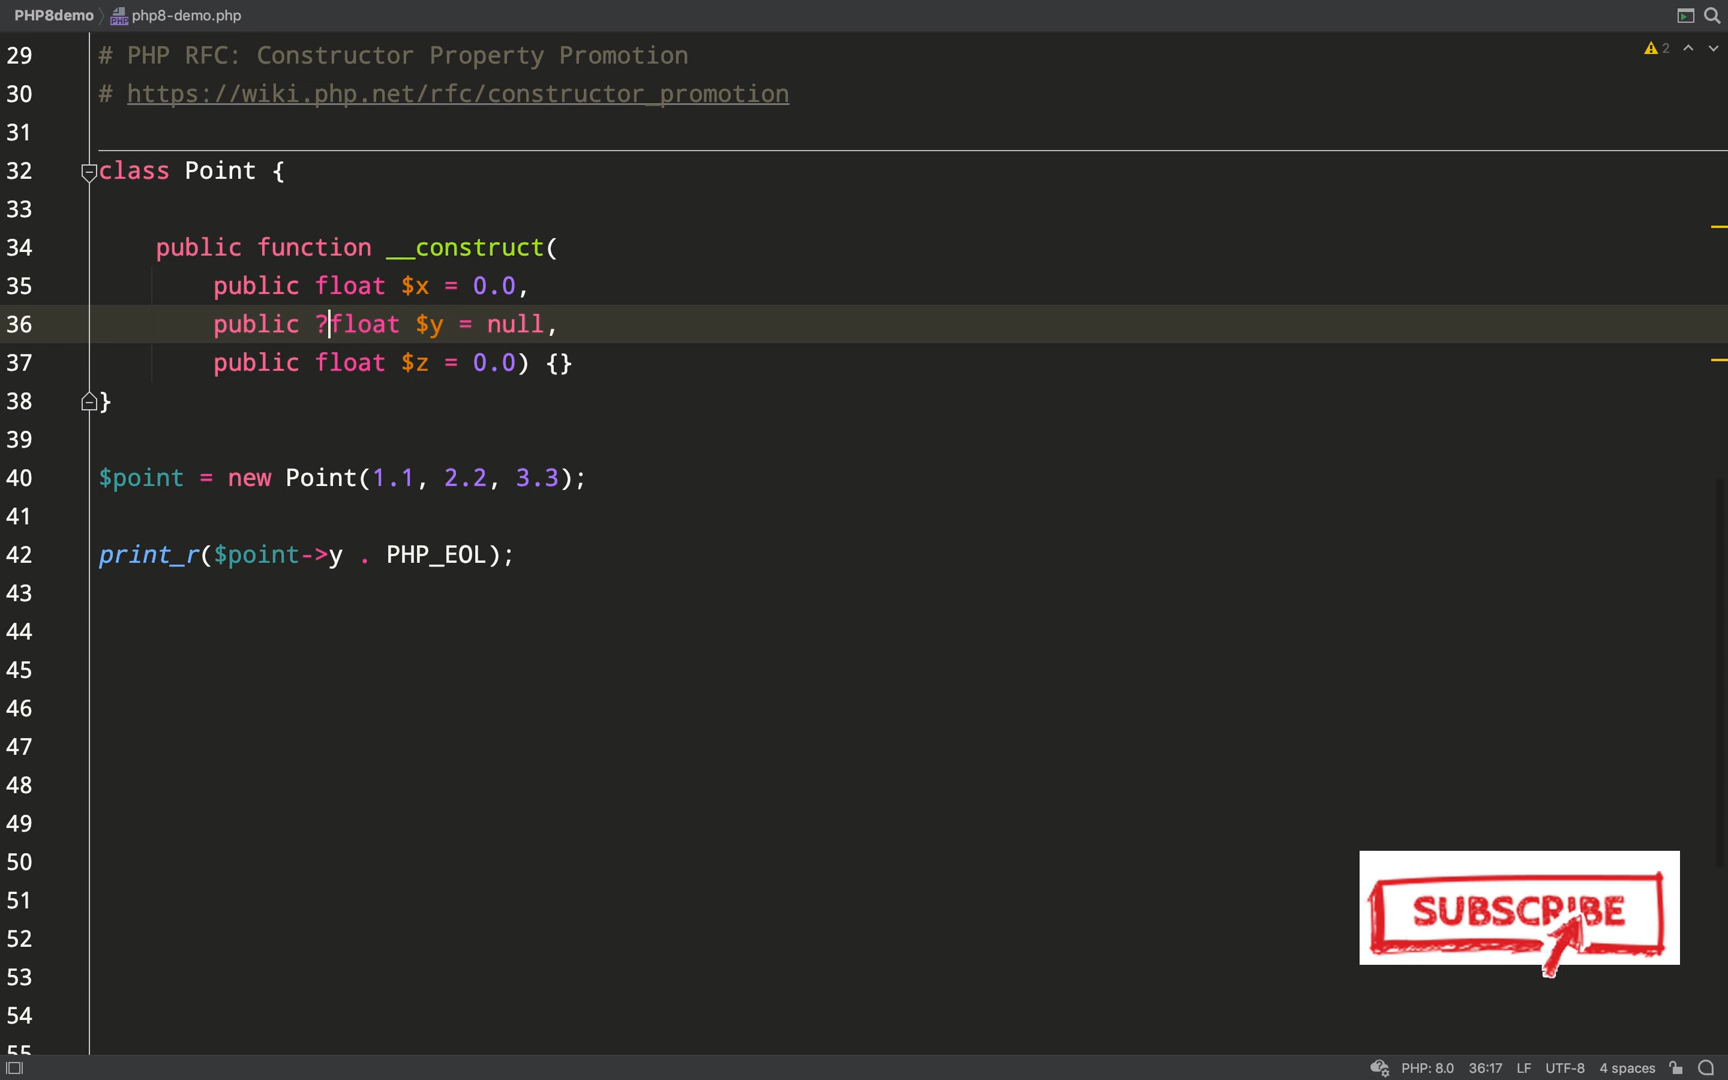 PHP8demo php8-demo.php
29 # PHP RFC: Constructor Property Promotion
2
30 # https://wiki.php.net/rfc/constructor_promotion
31
32 class Point {
33
34 public function __construct(
35 public float $x = 0.0,
36 public ?float $y = null,
37 public float $z = 0.0) {}
38 }
39
40 $point = new Point(1.1, 2.2, 3.3);
41
42 print_r($point->y . PHP_EOL);
43
44
45
46
47
48
49
50
51
SUBSCRIBE
52
53
54
55
PHP: 8.0 36:17 LF UTF-8 4 spaces